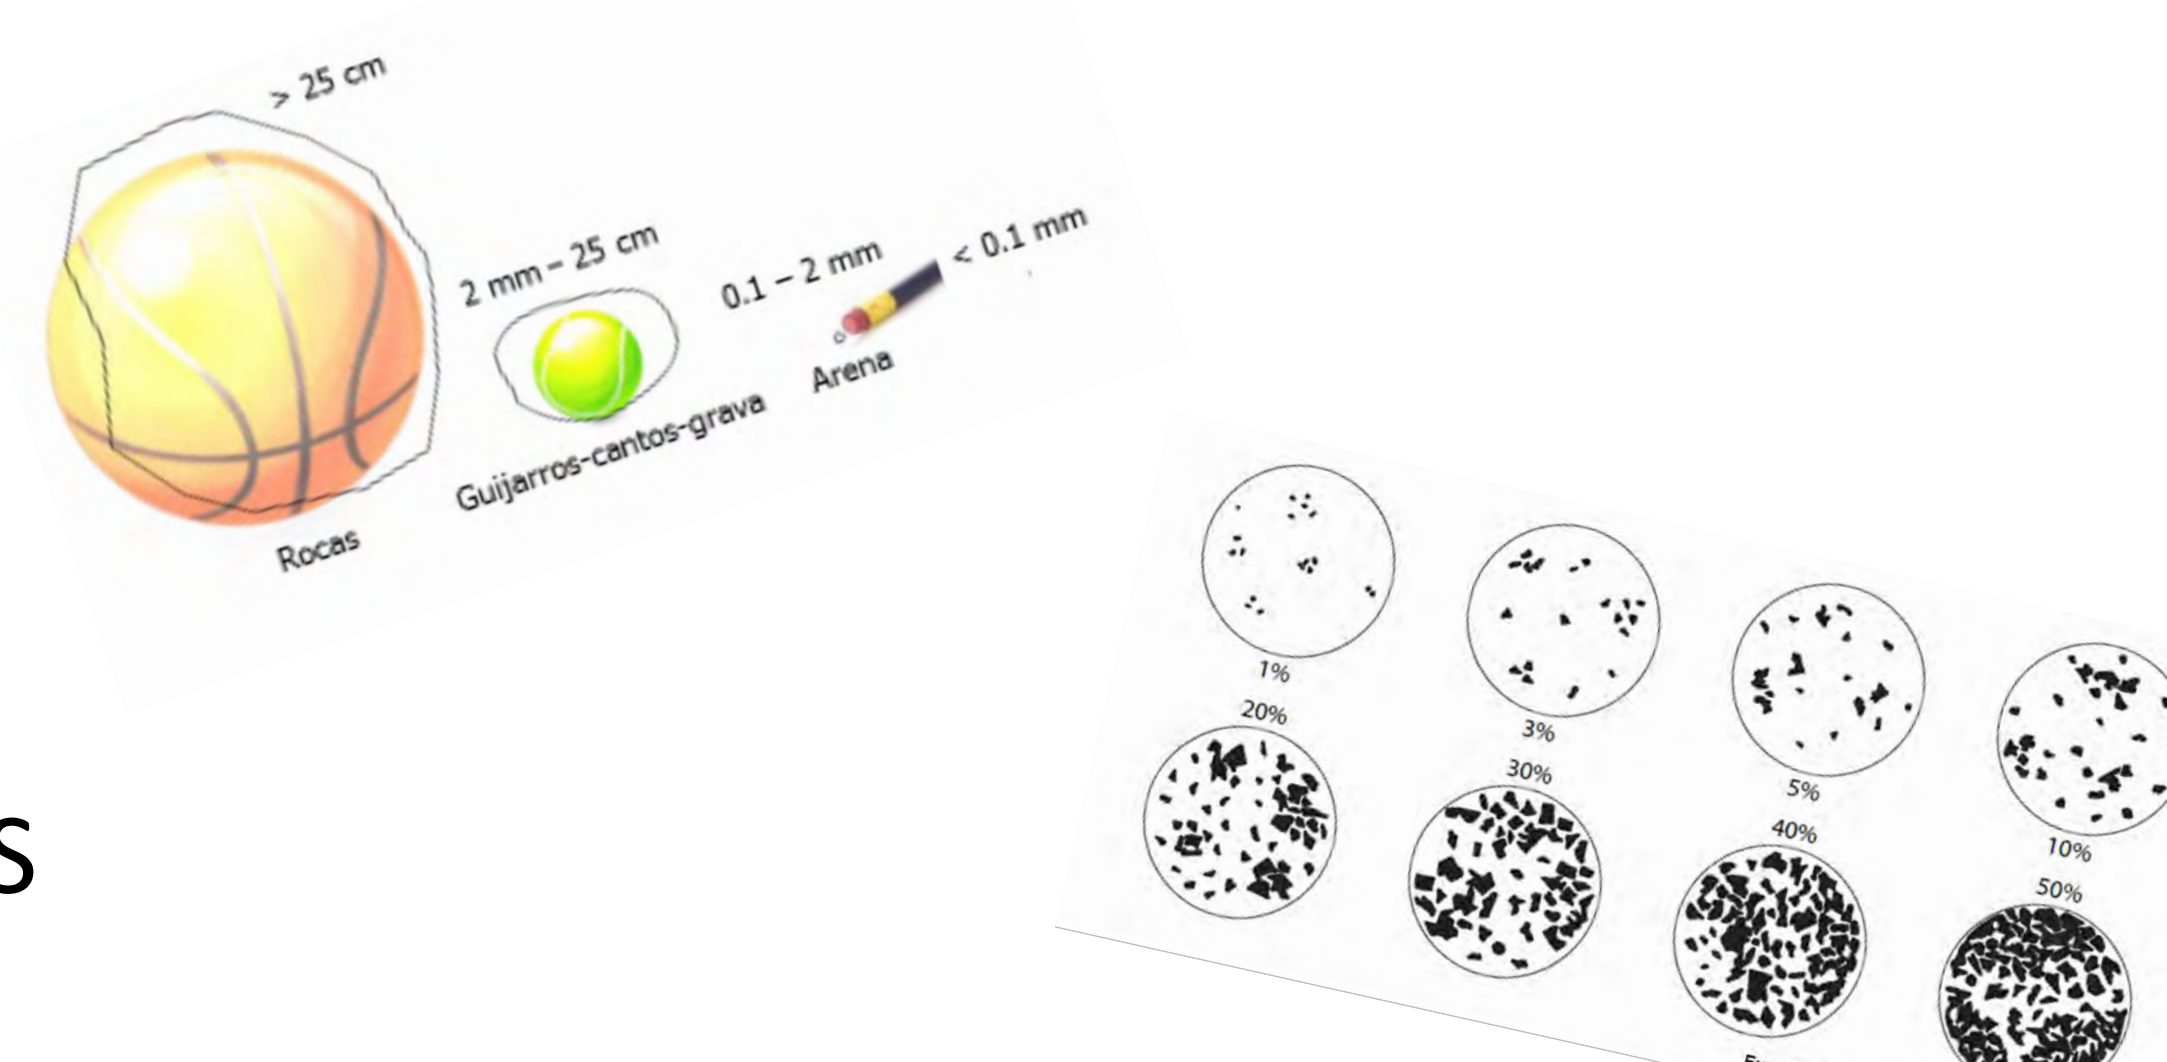 > 25 cm
2 mm – 25 cm
0.1 – 2 mm
< 0.1 mm
Rocas
Guijarros-cantos-grava
Arena
1%
3%
5%
10%
20%
30%
40%
50%
S